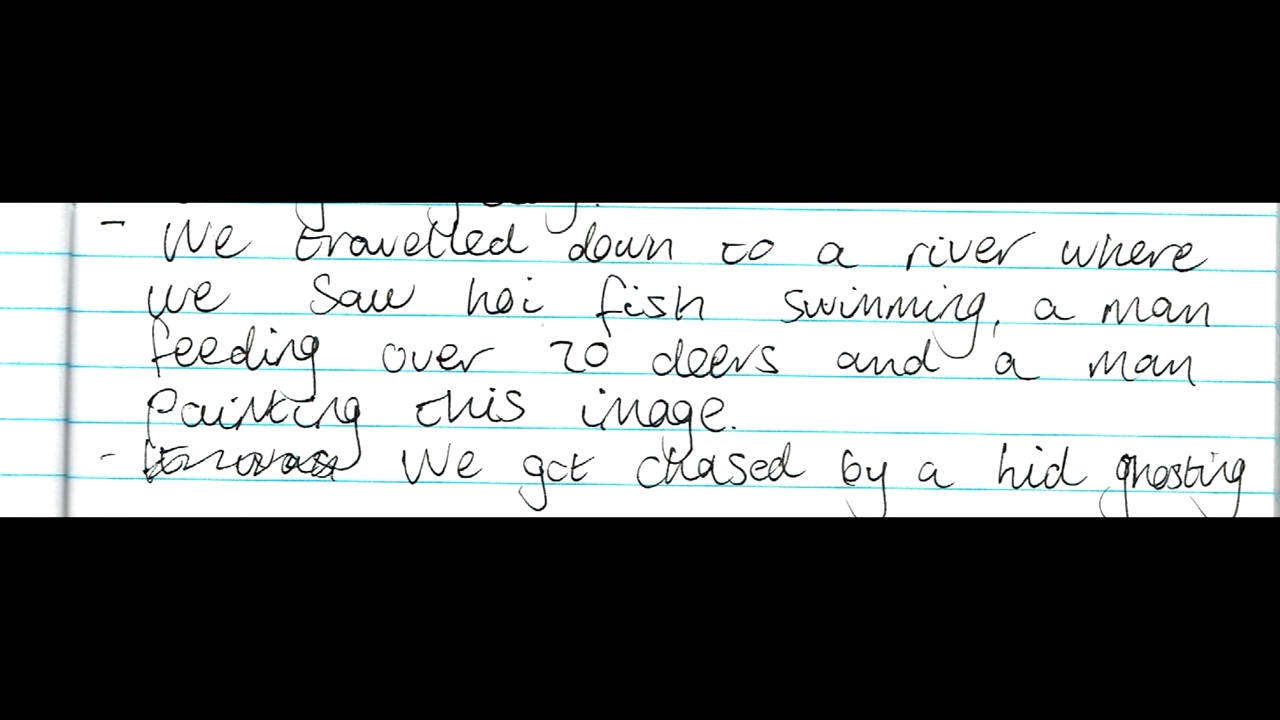 - We travelled down to a river where
we saw koi fish swimming, a man
feeding over 20 deers and a man
painting this image.
- We got chased by a kid ghosting